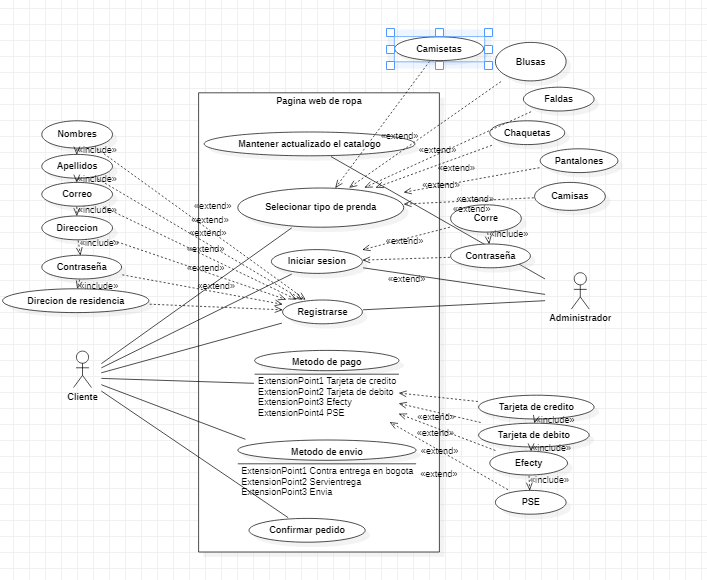 Camisetas
Blusas
Faldas
Chaquetas
Pantalones
Camisas
Corre
Contraseña
Pagina web de ropa
Mantener actualizado el catalogo
Selecionar tipo de prenda
Iniciar sesion
Registrarse
Metodo de pago
ExtensionPoint1 Tarjeta de credito
ExtensionPoint2 Tarjeta de debito
ExtensionPoint3 Efecty
ExtensionPoint4 PSE
Metodo de envio
ExtensionPoint1 Contra entrega en bogota
ExtensionPoint2 Servientrega
ExtensionPoint3 Envia
Confirmar pedido
Nombres
«include»
Apellidos
«include»
Correo
«include»
Direccion
«include»
Contraseña
«include»
Direcion de residencia
«extend»
«extend»
«extend»
«extend»
«extend»
«extend»
Cliente
«extend»
«extend»
«extend»
«extend»
«extend»
«extend»
«include»
«extend»
«extend»
Administrador
Tarjeta de credito
«include»
Tarjeta de debito
«include»
Efecty
«include»
PSE
«extend»
«extend»
«extend»
«extend»